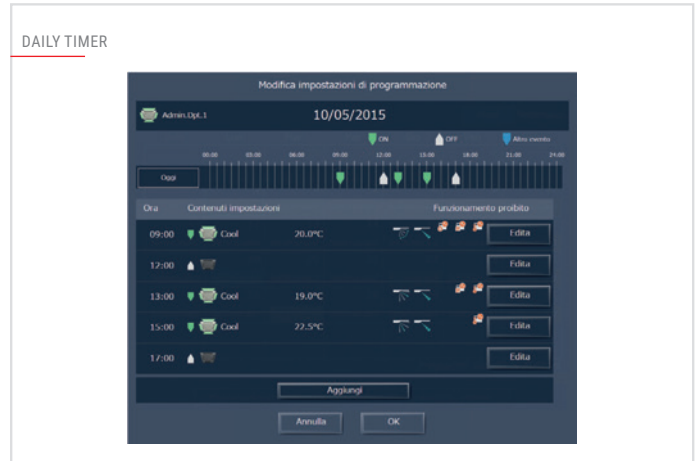 DAILY TIMER
Modifica impostazioni di programmazione
Admin.Dpt.1 10/05/2015
ON OFF Altro evento
00:00 03:00 06:00 09:00 12:00 15:00 18:00 21:00 24:00
Oggi
Ora Contenuti impostazioni Funzionamento proibito
09:00 Cool 20.0°C Edita
12:00 Edita
13:00 Cool 19.0°C Edita
15:00 Cool 22.5°C Edita
17:00 Edita
Aggiungi
Annulla OK